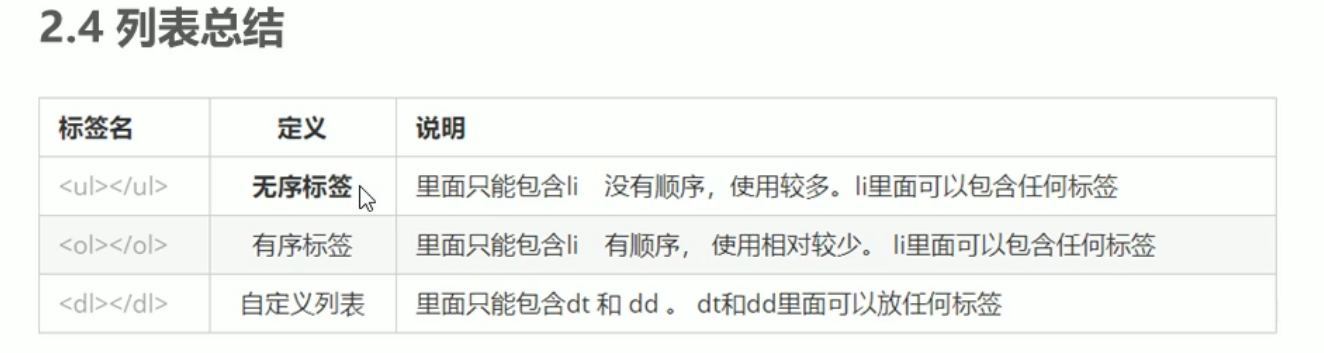 2.4 列表总结
标签名 定义 说明
<ul></ul> 无序标签 里面只能包含li 没有顺序，使用较多。li里面可以包含任何标签
<ol></ol> 有序标签 里面只能包含li 有顺序， 使用相对较少。 li里面可以包含任何标签
<dl></dl> 自定义列表 里面只能包含dt 和 dd 。 dt和dd里面可以放任何标签